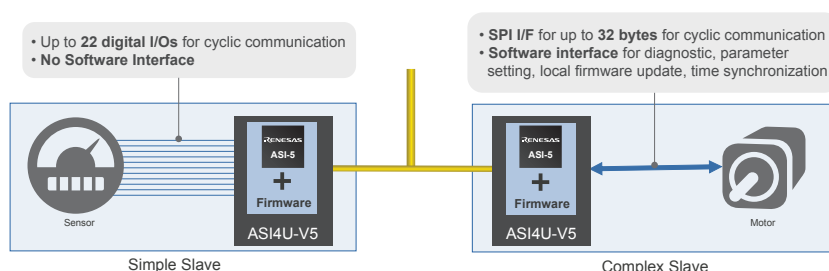 • Up to 22 digital I/Os for cyclic communication
• No Software Interface
• SPI I/F for up to 32 bytes for cyclic communication
• Software interface for diagnostic, parameter
setting, local firmware update, time synchronization
Sensor
RENESAS
ASI-5
+
Firmware
ASI4U-V5
Simple Slave
RENESAS
ASI-5
+
Firmware
ASI4U-V5
Motor
Complex Slave